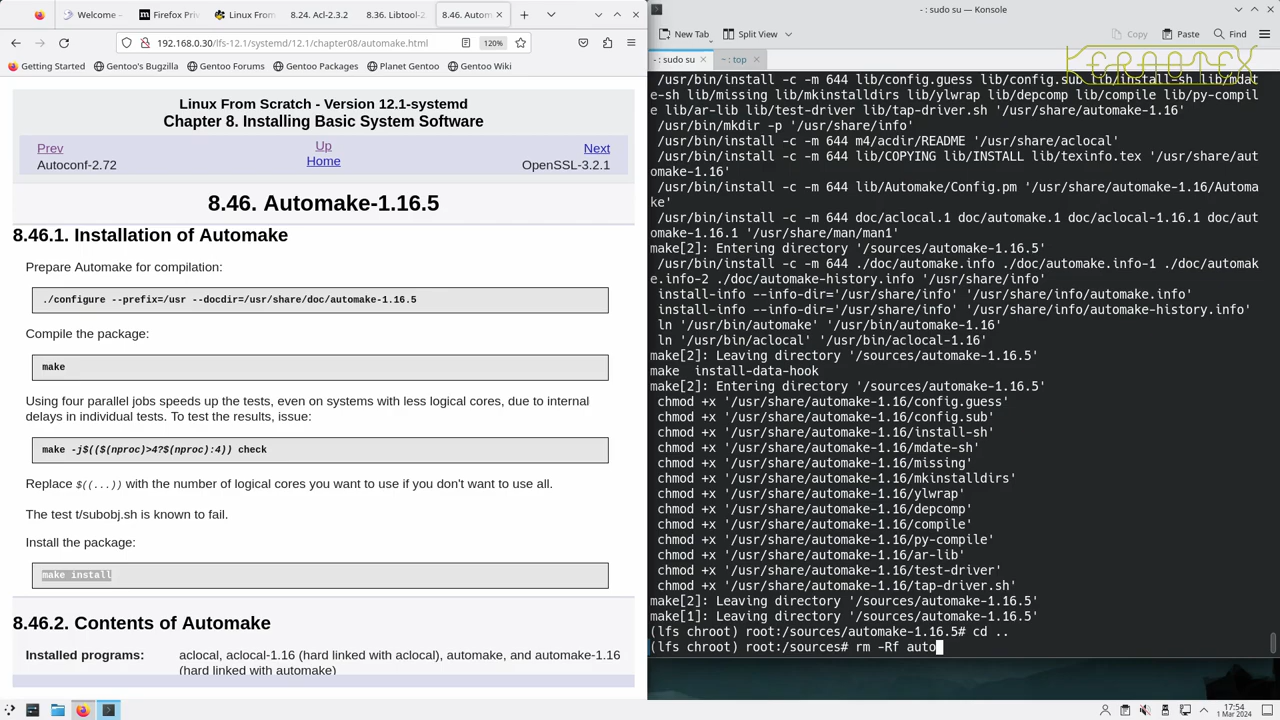 Welcome –
Firefox Priv
Linux From
8.24. Acl-2.3.2
8.36. Libtool-2.
8.46. Autom
192.168.0.30/lfs-12.1/systemd/12.1/chapter08/automake.html
120%
Getting Started
Gentoo's Bugzilla
Gentoo Forums
Gentoo Packages
Planet Gentoo
Gentoo Wiki
Linux From Scratch - Version 12.1-systemd
Chapter 8. Installing Basic System Software
Prev
Up
Next
Autoconf-2.72
Home
OpenSSL-3.2.1
8.46. Automake-1.16.5
8.46.1. Installation of Automake
Prepare Automake for compilation:
./configure --prefix=/usr --docdir=/usr/share/doc/automake-1.16.5
Compile the package:
make
Using four parallel jobs speeds up the tests, even on systems with less logical cores, due to internal
delays in individual tests. To test the results, issue:
make -j$(($(nproc)>4?$(nproc):4)) check
Replace $((...)) with the number of logical cores you want to use if you don't want to use all.
The test t/subobj.sh is known to fail.
Install the package:
make install
8.46.2. Contents of Automake
Installed programs:
aclocal, aclocal-1.16 (hard linked with aclocal), automake, and automake-1.16
(hard linked with automake)
- : sudo su — Konsole
New Tab
Split View
Copy
Paste
Find
- : sudo su
~ : top
KEROOTEX
/usr/bin/install -c -m 644 lib/config.guess lib/config.sub lib/install-sh lib/mdat
e-sh lib/missing lib/mkinstalldirs lib/ylwrap lib/depcomp lib/compile lib/py-compil
e lib/ar-lib lib/test-driver lib/tap-driver.sh '/usr/share/automake-1.16'
/usr/bin/mkdir -p '/usr/share/info'
/usr/bin/install -c -m 644 m4/acdir/README '/usr/share/aclocal'
/usr/bin/install -c -m 644 lib/COPYING lib/INSTALL lib/texinfo.tex '/usr/share/aut
omake-1.16'
/usr/bin/install -c -m 644 lib/Automake/Config.pm '/usr/share/automake-1.16/Automa
ke'
/usr/bin/install -c -m 644 doc/aclocal.1 doc/automake.1 doc/aclocal-1.16.1 doc/aut
omake-1.16.1 '/usr/share/man/man1'
make[2]: Entering directory '/sources/automake-1.16.5'
/usr/bin/install -c -m 644 ./doc/automake.info ./doc/automake.info-1 ./doc/automak
e.info-2 ./doc/automake-history.info '/usr/share/info'
install-info --info-dir='/usr/share/info' '/usr/share/info/automake.info'
install-info --info-dir='/usr/share/info' '/usr/share/info/automake-history.info'
ln '/usr/bin/automake' '/usr/bin/automake-1.16'
ln '/usr/bin/aclocal' '/usr/bin/aclocal-1.16'
make[2]: Leaving directory '/sources/automake-1.16.5'
make  install-data-hook
make[2]: Entering directory '/sources/automake-1.16.5'
chmod +x '/usr/share/automake-1.16/config.guess'
chmod +x '/usr/share/automake-1.16/config.sub'
chmod +x '/usr/share/automake-1.16/install-sh'
chmod +x '/usr/share/automake-1.16/mdate-sh'
chmod +x '/usr/share/automake-1.16/missing'
chmod +x '/usr/share/automake-1.16/mkinstalldirs'
chmod +x '/usr/share/automake-1.16/ylwrap'
chmod +x '/usr/share/automake-1.16/depcomp'
chmod +x '/usr/share/automake-1.16/compile'
chmod +x '/usr/share/automake-1.16/py-compile'
chmod +x '/usr/share/automake-1.16/ar-lib'
chmod +x '/usr/share/automake-1.16/test-driver'
chmod +x '/usr/share/automake-1.16/tap-driver.sh'
make[2]: Leaving directory '/sources/automake-1.16.5'
make[1]: Leaving directory '/sources/automake-1.16.5'
(lfs chroot) root:/sources/automake-1.16.5# cd ..
(lfs chroot) root:/sources# rm -Rf auto
17:54
1 Mar 2024